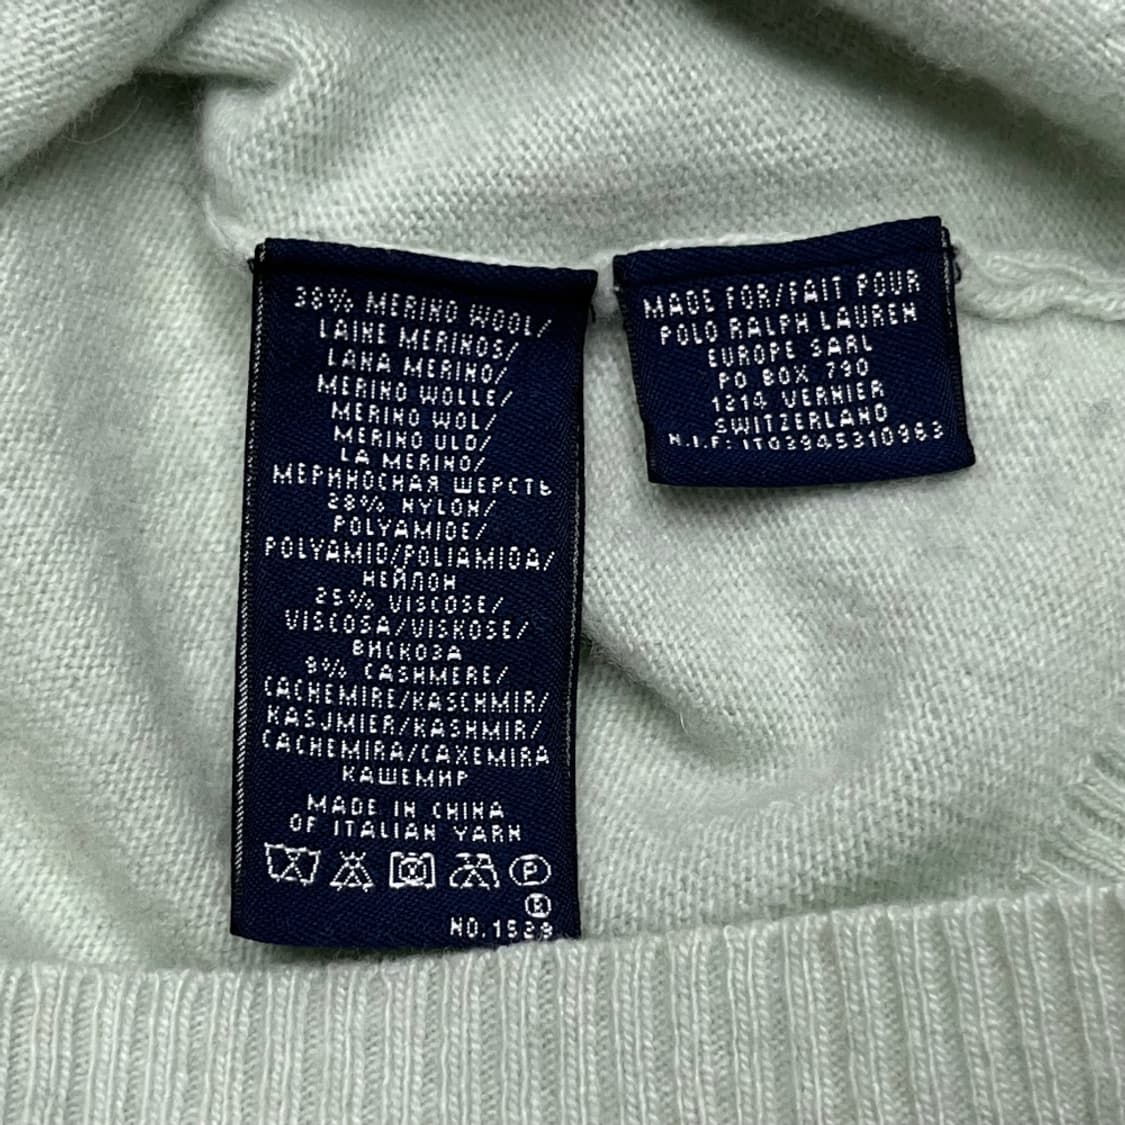 38% MERINO WOOL/
LAINE MERINOS/
LANA MERINO/
MERINO WOLLE/
MERINO WOL/
MERINO ULD/
LA MERINO/
МЕРИНОСНАЯ ШЕРСТЬ
28% NYLON/
POLYAMIDE/
POLYAMID/POLIAMIDA/
НЕЙЛОН
25% VISCOSE/
VISCOSA/VISKOSE/
ВИСКОЗА
9% CASHMERE/
CACHEMIRE/KASCHMIR/
KASJMIER/KASHMIR/
CACHEMIRA/CAXEMIRA
КАШЕМИР
MADE IN CHINA
OF ITALIAN YARN
P
R
NO.1529
MADE FOR/FAIT POUR
POLO RALPH LAUREN
EUROPE SARL
PO BOX 790
1214 VERNIER
SWITZERLAND
N.I.F: IT03945310963